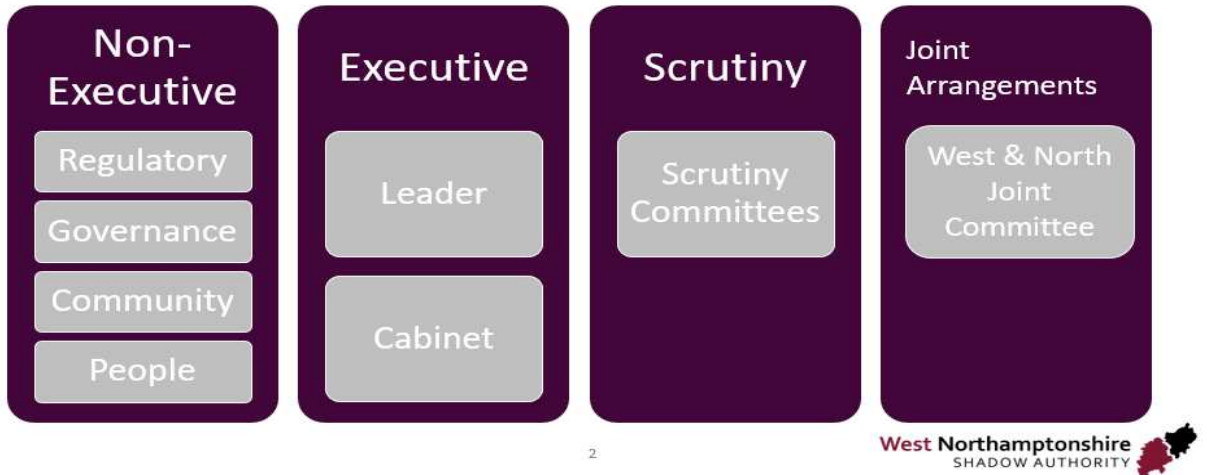 Non-
Executive
Regulatory
Governance
Community
People
Executive
Leader
Cabinet
Scrutiny
Scrutiny
Committees
Joint
Arrangements
West & North
Joint
Committee
2
West Northamptonshire
SHADOW AUTHORITY